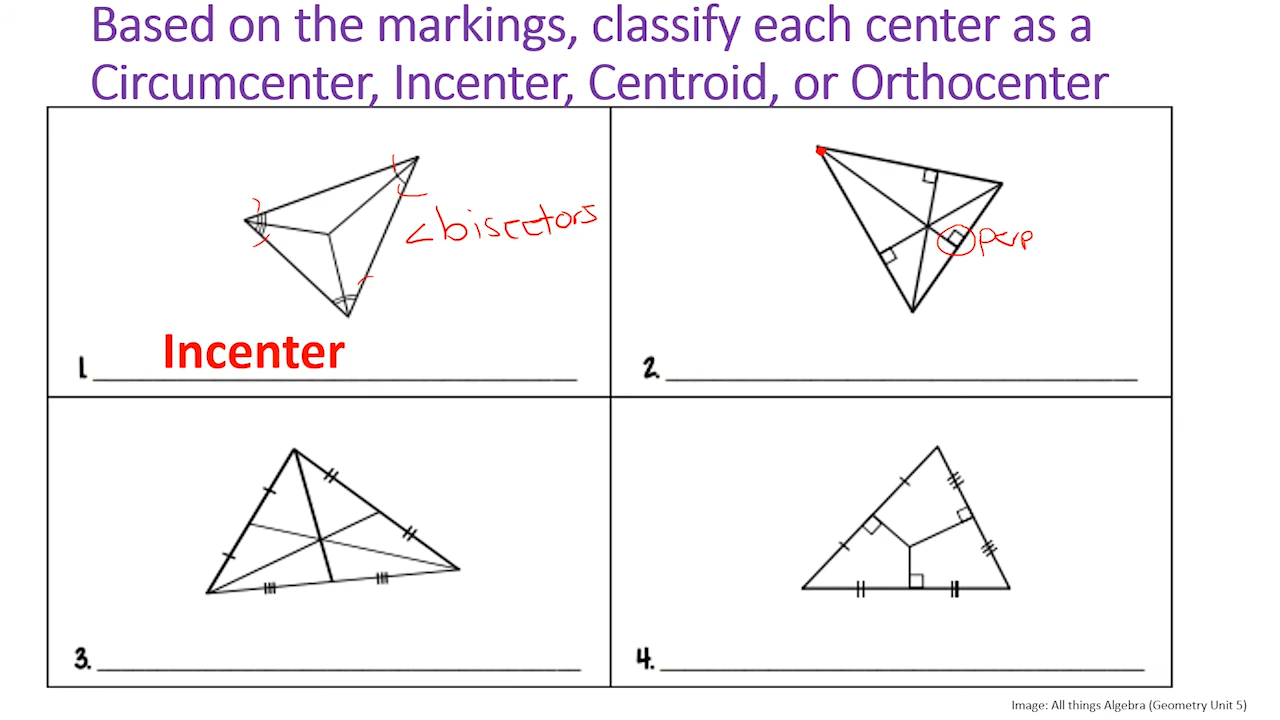 Based on the markings, classify each center as a
Circumcenter, Incenter, Centroid, or Orthocenter
<bisectors
Incenter
1.
perp
2.
3.
4.
Image: All things Algebra (Geometry Unit 5)